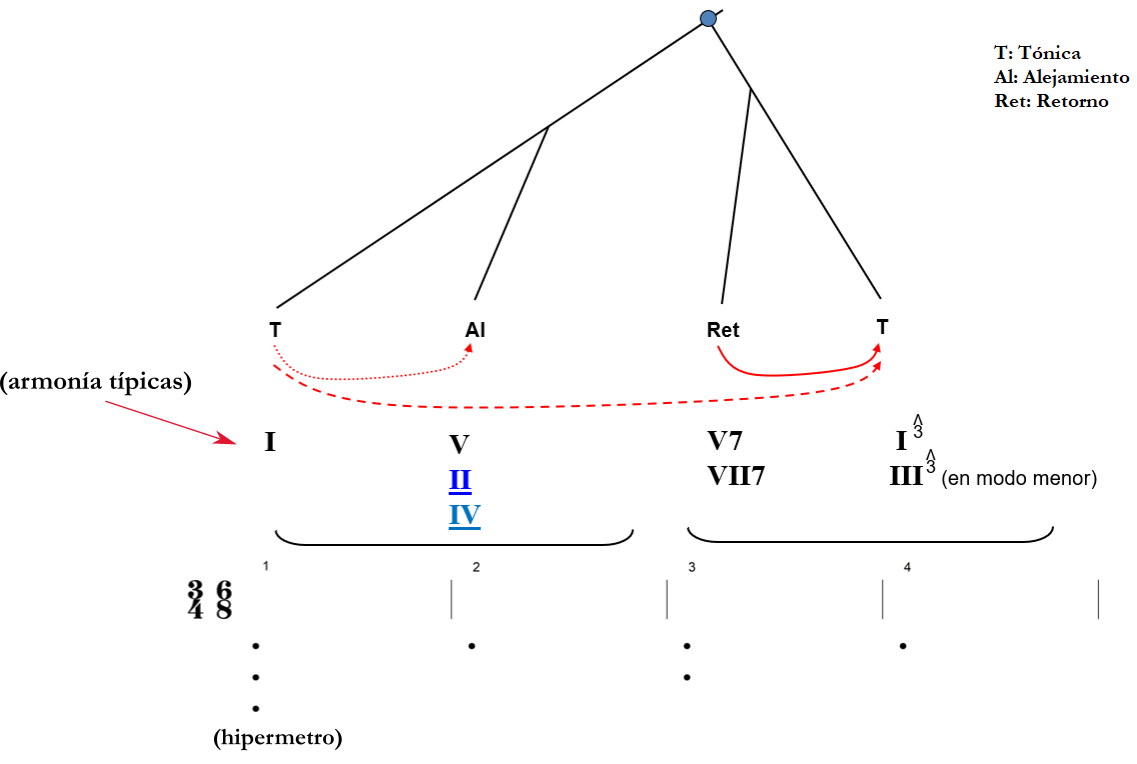 T: Tónica
Al: Alejamiento
Ret: Retorno
T Al Ret T
(armonía típicas)
I V V7 I 3̂
II VII7 III 3̂ (en modo menor)
IV
1 2 3 4
3 6
4 8
(hipermetro)